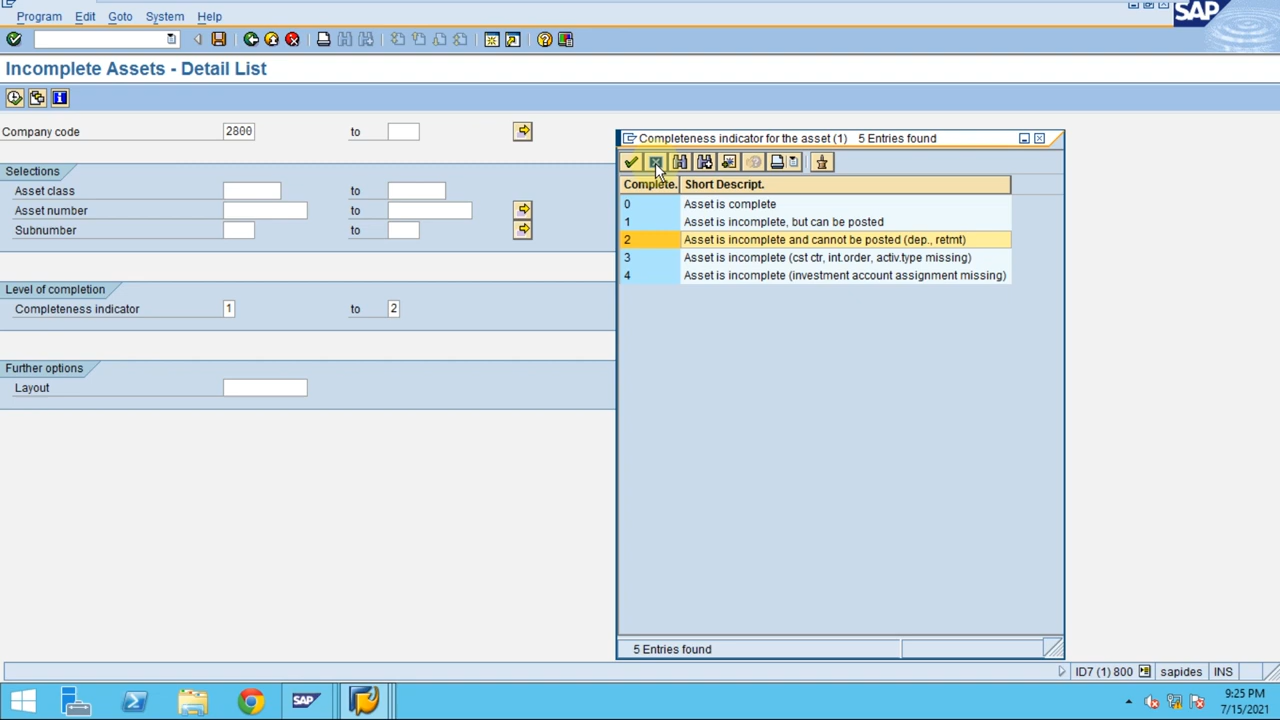 Program Edit Goto System Help
SAP
Incomplete Assets - Detail List
Company code 2800 to
Selections
Asset class to
Asset number to
Subnumber to
Level of completion
Completeness indicator 1 to 2
Further options
Layout
Completeness indicator for the asset (1) 5 Entries found
Complete. Short Descript.
0 Asset is complete
1 Asset is incomplete, but can be posted
2 Asset is incomplete and cannot be posted (dep., retmt)
3 Asset is incomplete (cst ctr, int.order, activ.type missing)
4 Asset is incomplete (investment account assignment missing)
5 Entries found
ID7 (1) 800 sapides INS
SAP
9:25 PM
7/15/2021